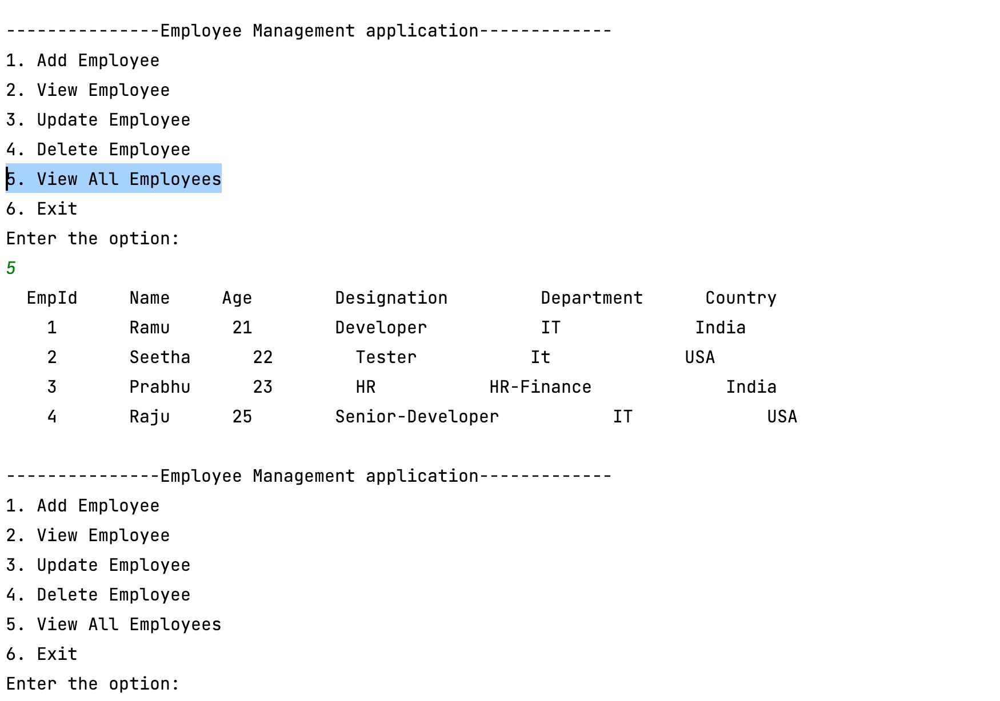 ---------------Employee Management application-------------
1. Add Employee
2. View Employee
3. Update Employee
4. Delete Employee
5. View All Employees
6. Exit
Enter the option:
5
  EmpId     Name     Age        Designation         Department      Country
    1       Ramu      21        Developer           IT             India
    2       Seetha      22        Tester           It             USA
    3       Prabhu      23        HR           HR-Finance             India
    4       Raju      25        Senior-Developer           IT             USA

---------------Employee Management application-------------
1. Add Employee
2. View Employee
3. Update Employee
4. Delete Employee
5. View All Employees
6. Exit
Enter the option: